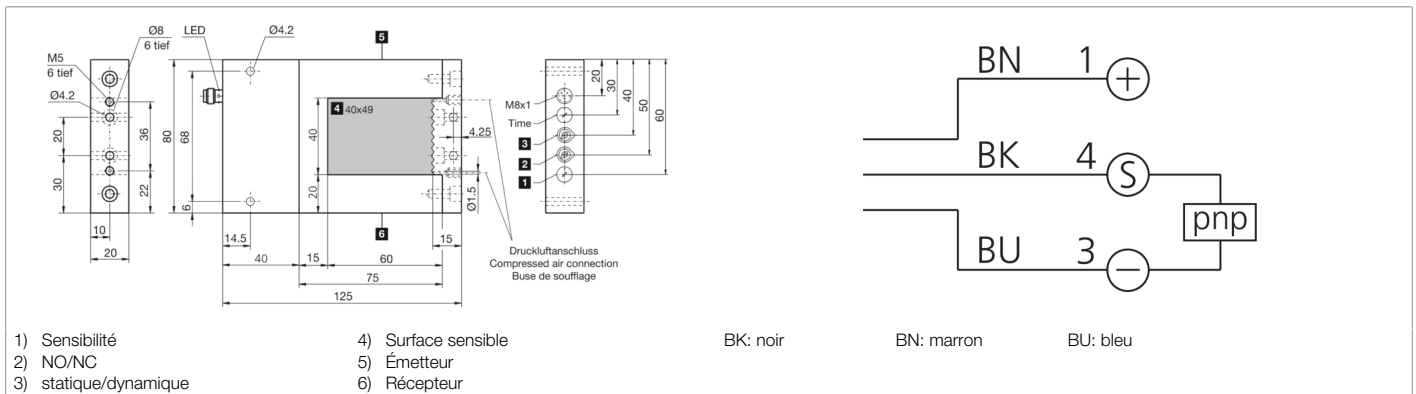 Ø8
6 tief
LED
Ø4.2
5
M5
6 tief
Ø4.2
4 40x49
20
30
36
22
10
20
80
68
6
40
20
4.25
Ø1.5
14.5
40
15
60
15
75
125
6
Druckluftanschluss
Compressed air connection
Buse de soufflage
20
30
40
50
60
M8x1
Time
3
2
1
BN 1 +
BK 4 S
pnp
BU 3 −
1) Sensibilité
2) NO/NC
3) statique/dynamique
4) Surface sensible
5) Émetteur
6) Récepteur
BK: noir
BN: marron
BU: bleu